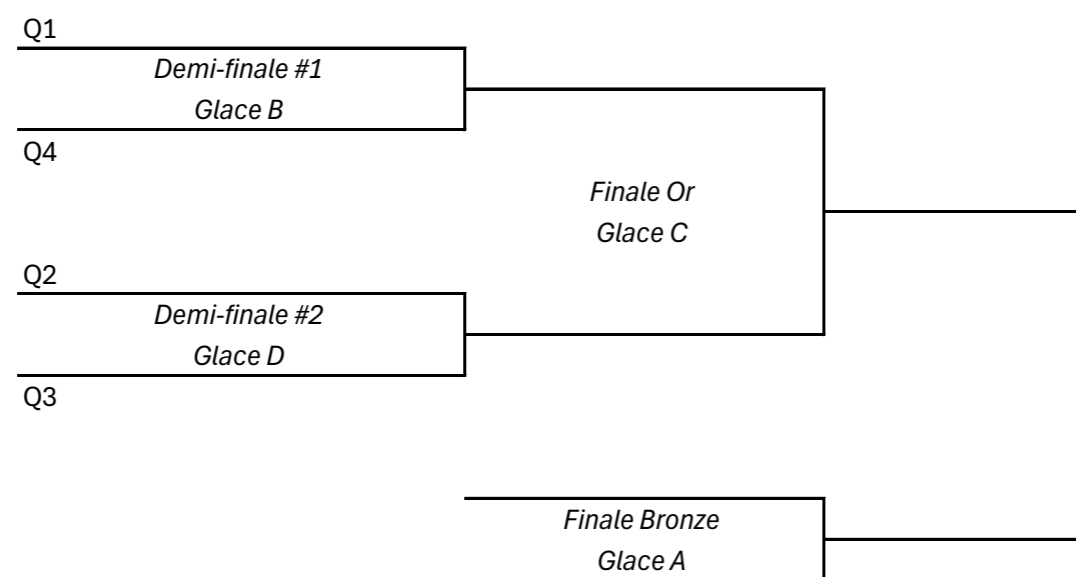 Q1
Demi-finale #1
Glace B
Q4
Finale Or
Glace C
Q2
Demi-finale #2
Glace D
Q3
Finale Bronze
Glace A